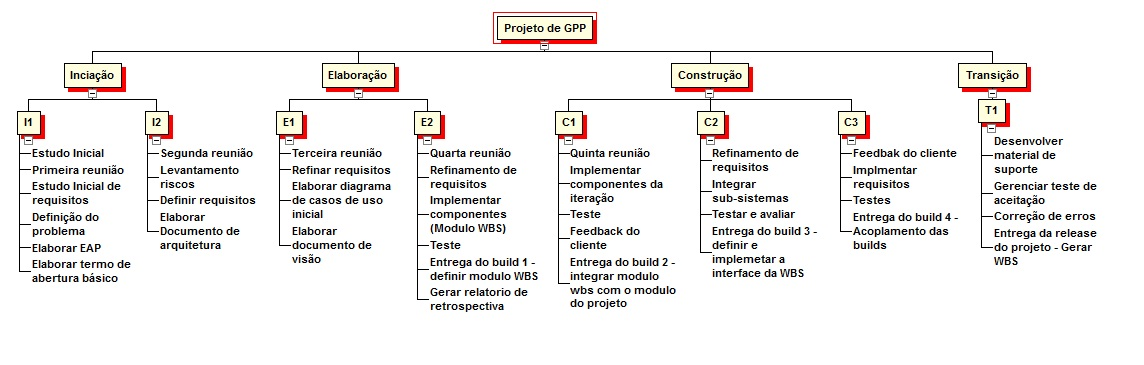 Projeto de GPP
Inciação
Elaboração
Construção
Transição
I1
I2
E1
E2
C1
C2
C3
T1
Estudo Inicial
Primeira reunião
Estudo Inicial de
requisitos
Definição do
problema
Elaborar EAP
Elaborar termo de
abertura básico
Segunda reunião
Levantamento
riscos
Definir requisitos
Elaborar
Documento de
arquitetura
Terceira reunião
Refinar requisitos
Elaborar diagrama
de casos de uso
inicial
Elaborar
documento de
visão
Quarta reunião
Refinamento de
requisitos
Implementar
componentes
(Modulo WBS)
Teste
Entrega do build 1 -
definir modulo WBS
Gerar relatorio de
retrospectiva
Quinta reunião
Implementar
componentes da
iteração
Teste
Feedback do
cliente
Entrega do build 2 -
integrar modulo
wbs com o modulo
do projeto
Refinamento de
requisitos
Integrar
sub-sistemas
Testar e avaliar
Entrega do build 3 -
definir e
implemetar a
interface da WBS
Feedbak do cliente
Implmentar
requisitos
Testes
Entrega do build 4 -
Acoplamento das
builds
Desenvolver
material de
suporte
Gerenciar teste de
aceitação
Correção de erros
Entrega da release
do projeto - Gerar
WBS